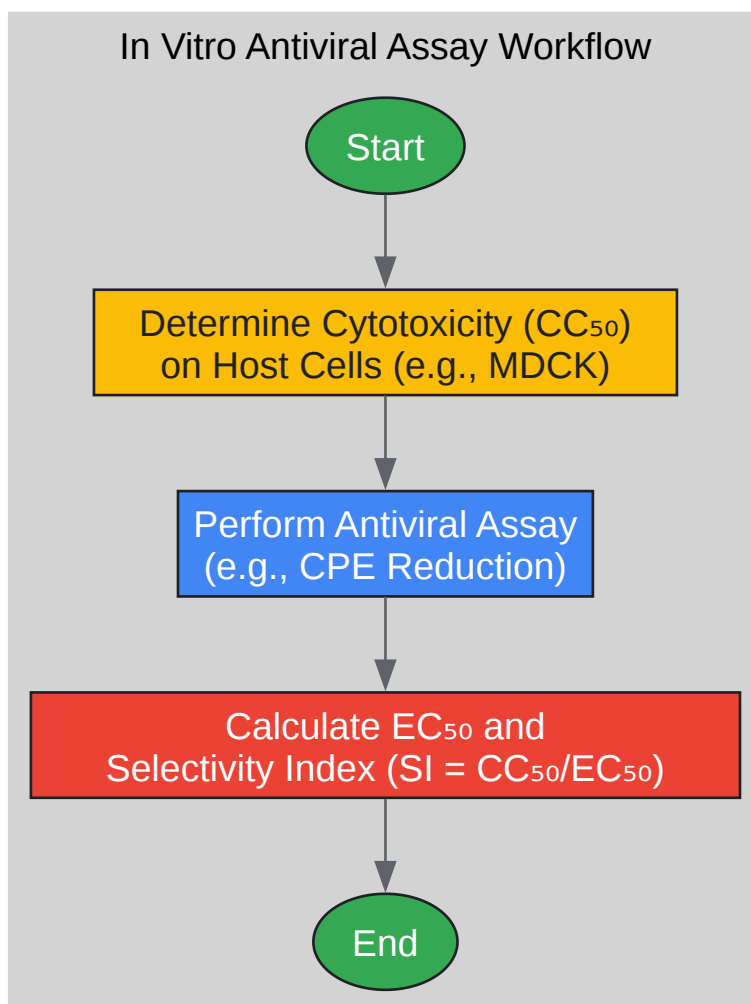 In Vitro Antiviral Assay Workflow
Start
Determine Cytotoxicity (CC₅₀)
on Host Cells (e.g., MDCK)
Perform Antiviral Assay
(e.g., CPE Reduction)
Calculate EC₅₀ and
Selectivity Index (SI = CC₅₀/EC₅₀)
End